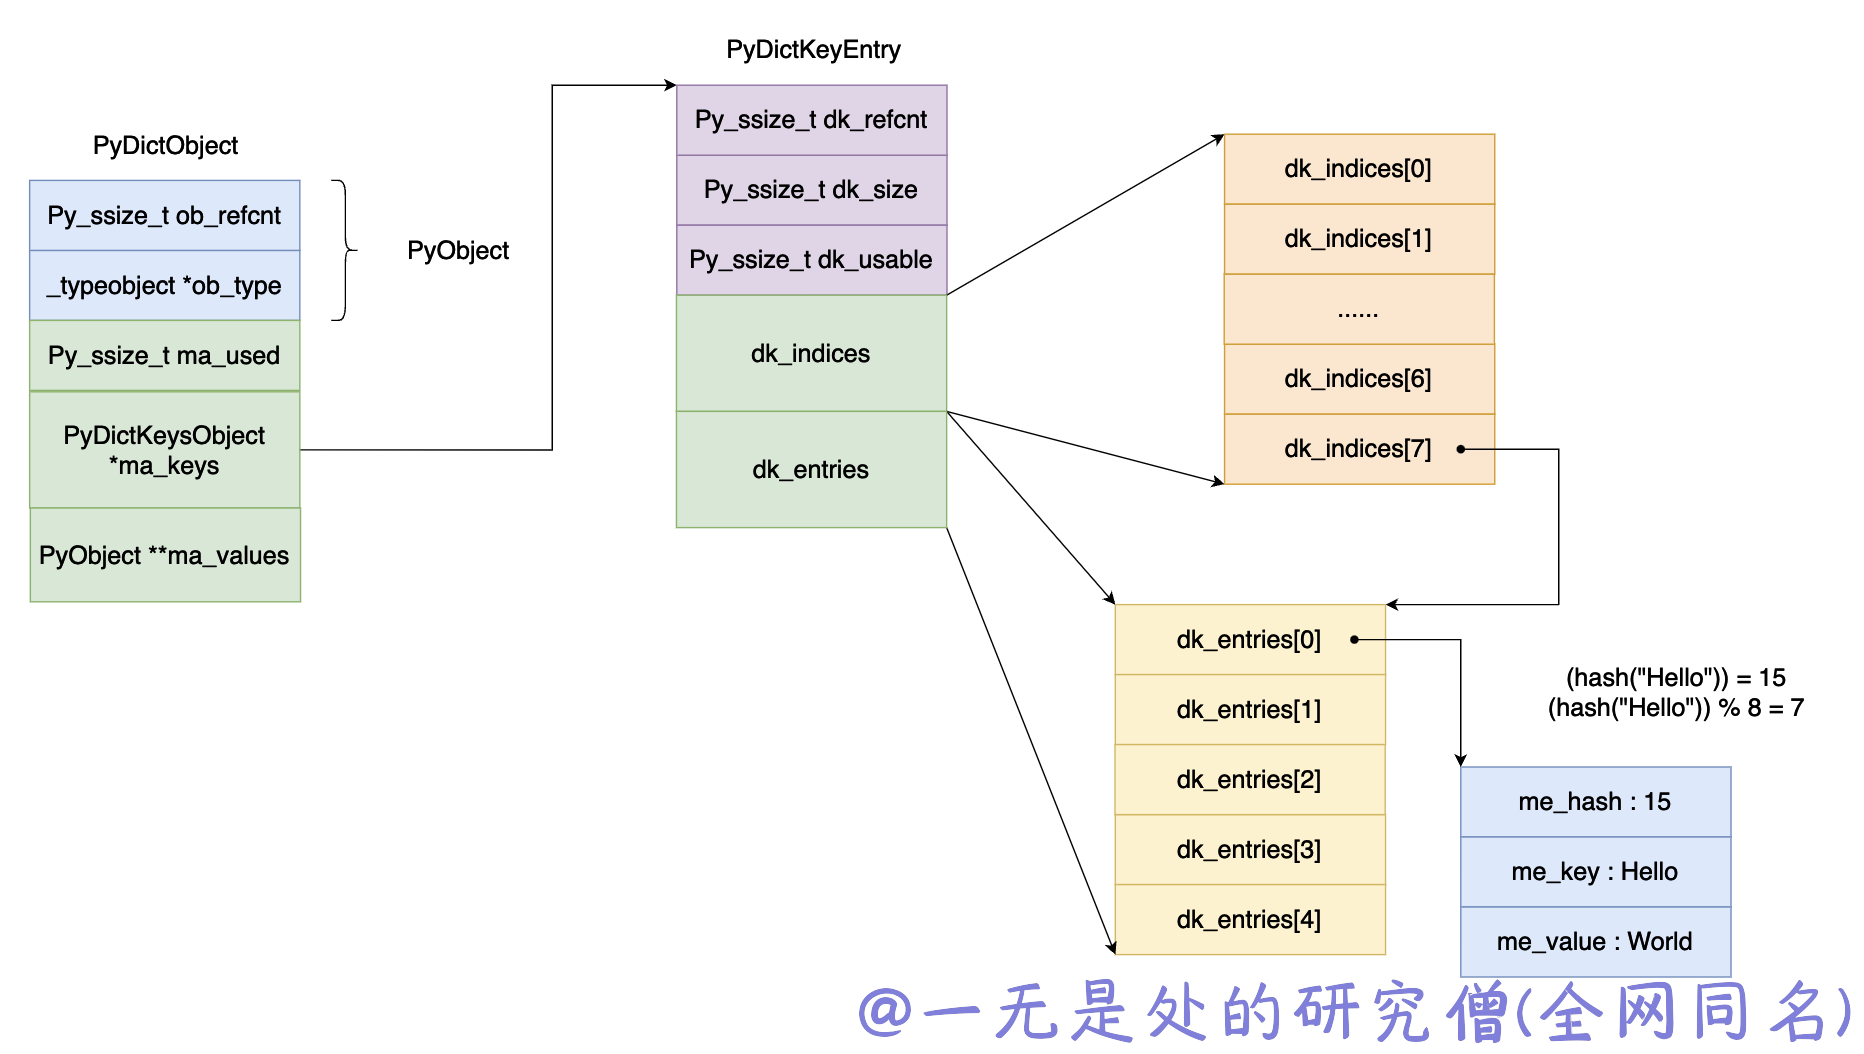 PyDictObject
Py_ssize_t ob_refcnt
_typeobject *ob_type
Py_ssize_t ma_used
PyDictKeysObject
*ma_keys
PyObject **ma_values
PyObject
PyDictKeyEntry
Py_ssize_t dk_refcnt
Py_ssize_t dk_size
Py_ssize_t dk_usable
dk_indices
dk_entries
dk_indices[0]
dk_indices[1]
......
dk_indices[6]
dk_indices[7]
dk_entries[0]
dk_entries[1]
dk_entries[2]
dk_entries[3]
dk_entries[4]
(hash("Hello")) = 15
(hash("Hello")) % 8 = 7
me_hash : 15
me_key : Hello
me_value : World
@一无是处的研究僧(全网同名)